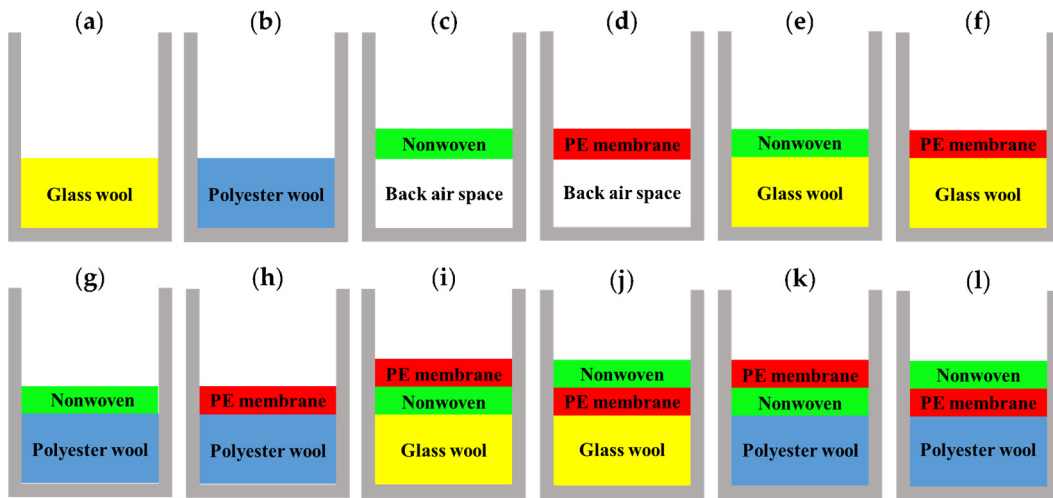 (a) (b) (c) (d) (e) (f)
Nonwoven PE membrane Nonwoven PE membrane
Glass wool Polyester wool Back air space Back air space Glass wool Glass wool
(g) (h) (i) (j) (k) (l)
PE membrane Nonwoven PE membrane Nonwoven
Nonwoven PE membrane Nonwoven PE membrane Nonwoven PE membrane
Polyester wool Polyester wool Glass wool Glass wool Polyester wool Polyester wool